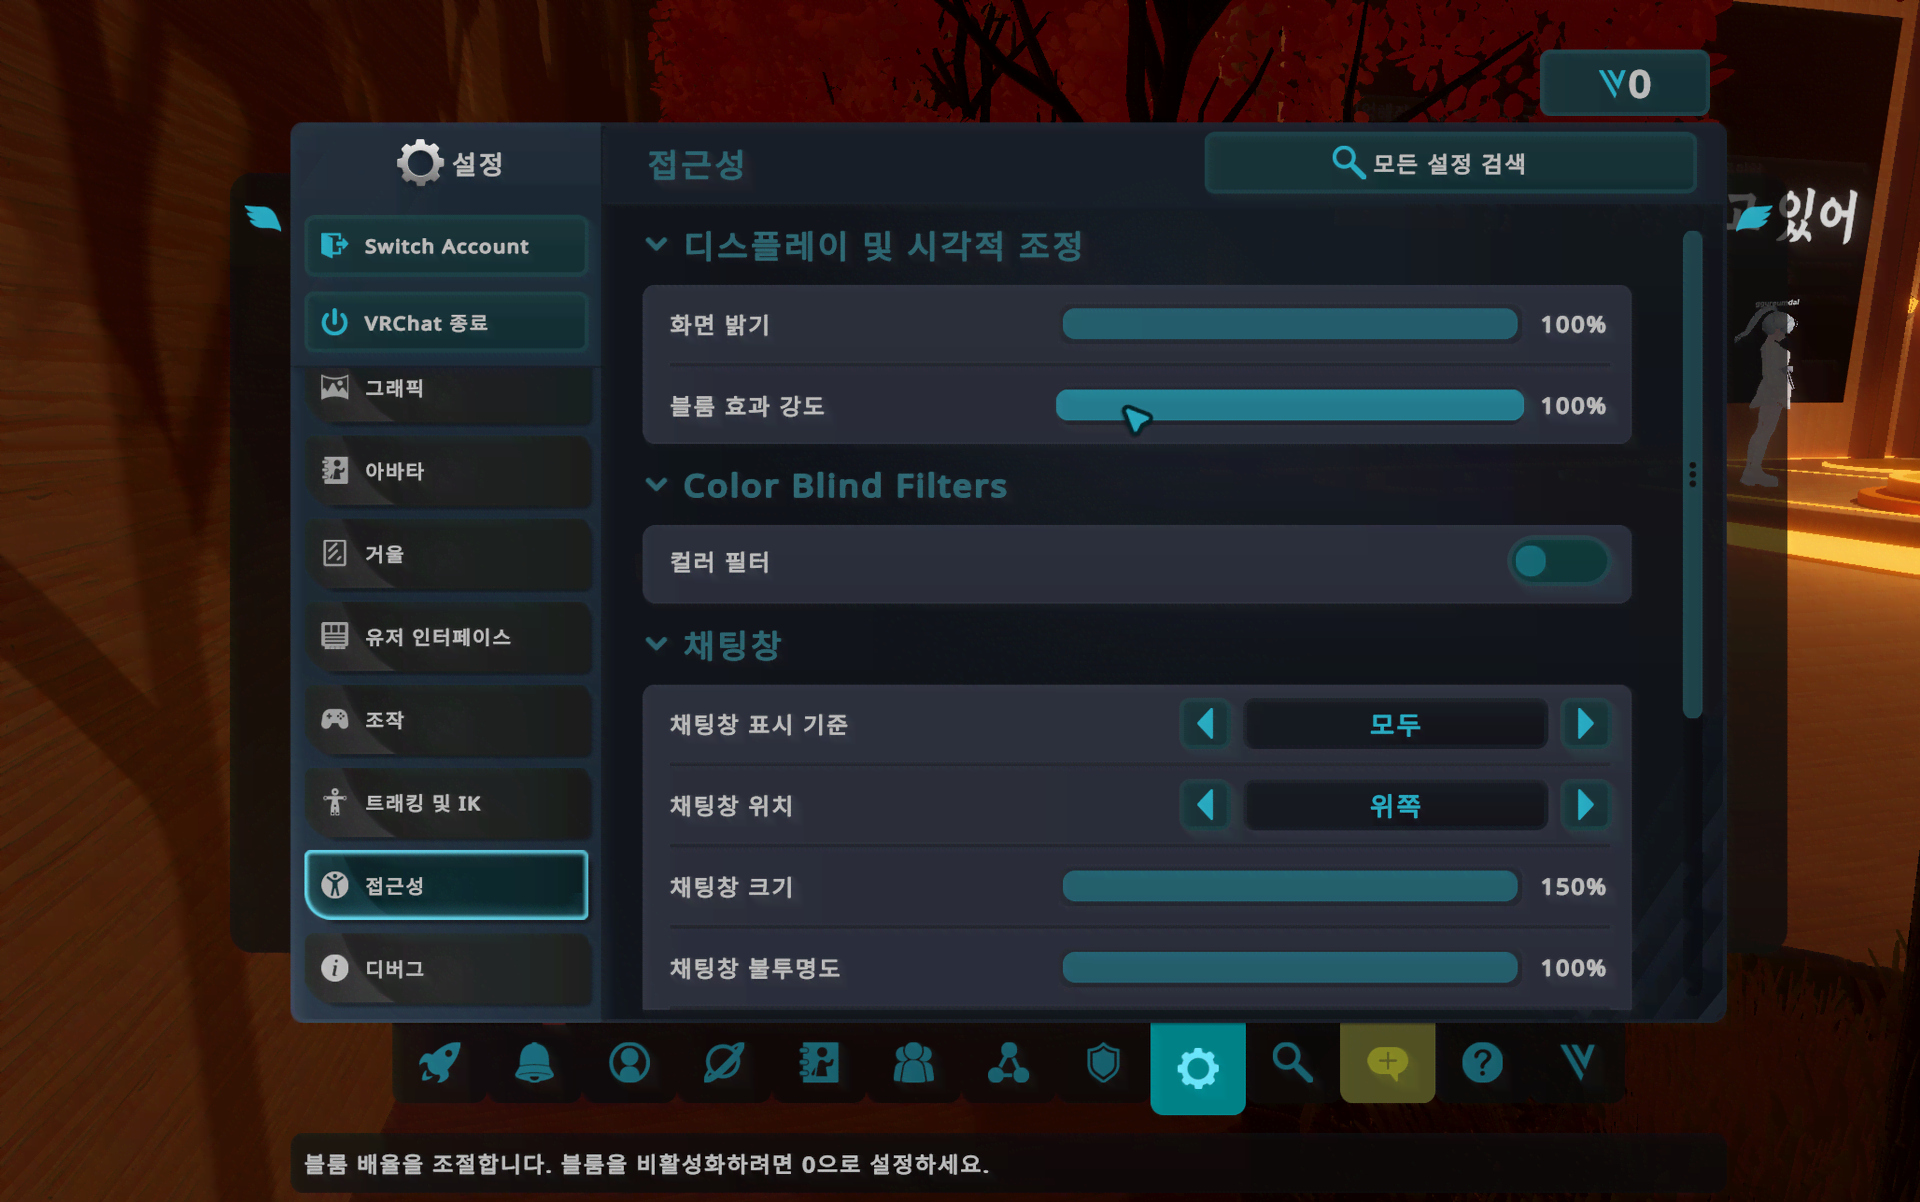 0
설정
접근성
모든 설정 검색
Switch Account
VRChat 종료
그래픽
아바타
거울
유저 인터페이스
조작
트래킹 및 IK
접근성
디버그
디스플레이 및 시각적 조정
화면 밝기
100%
블룸 효과 강도
100%
Color Blind Filters
컬러 필터
채팅창
채팅창 표시 기준
모두
채팅창 위치
위쪽
채팅창 크기
150%
채팅창 불투명도
100%
고 있어
블룸 배율을 조절합니다. 블룸을 비활성화하려면 0으로 설정하세요.